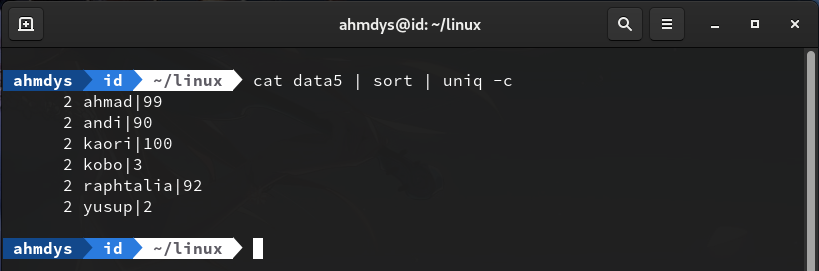 ahmdys@id: ~/linux
ahmdys id ~/linux cat data5 | sort | uniq -c
2 ahmad|99
2 andi|90
2 kaori|100
2 kobo|3
2 raphtalia|92
2 yusup|2
ahmdys id ~/linux